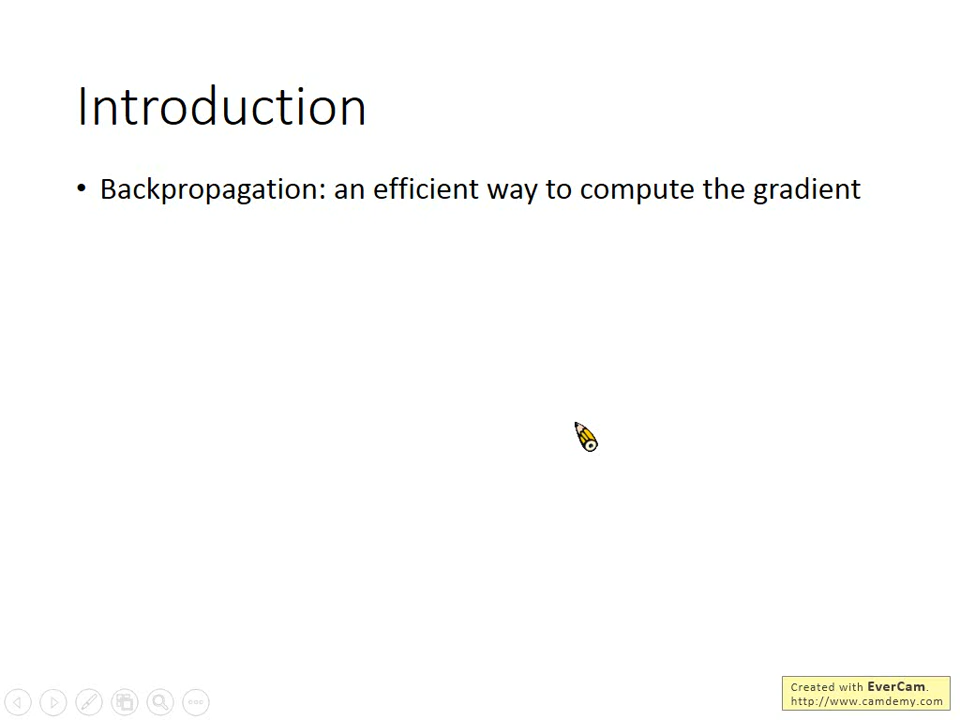 Introduction
• Backpropagation: an efficient way to compute the gradient
Created with EverCam.
http://www.camdemy.com